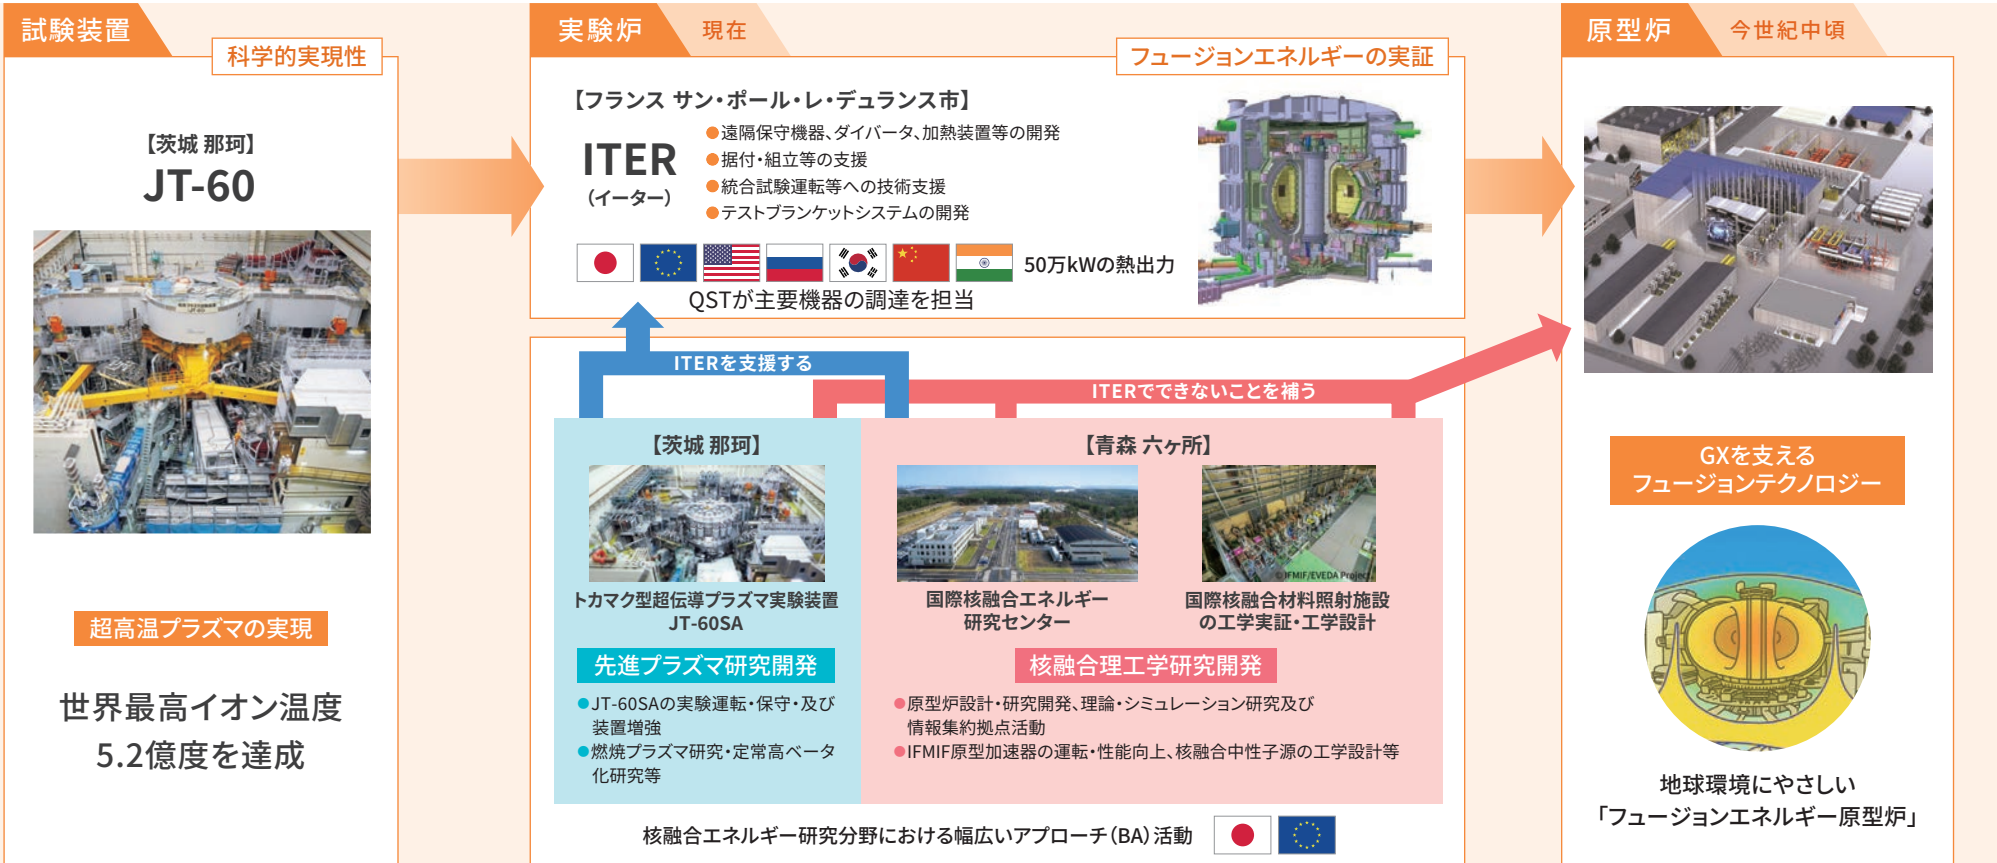 試験装置
科学的実現性
【茨城 那珂】
JT-60
超高温プラズマの実現
世界最高イオン温度
5.2億度を達成
実験炉
現在
フュージョンエネルギーの実証
【フランス サン・ポール・レ・デュランス市】
ITER
(イーター)
●遠隔保守機器、ダイバータ、加熱装置等の開発
●据付・組立等の支援
●統合試験運転等への技術支援
●テストブランケットシステムの開発
50万kWの熱出力
QSTが主要機器の調達を担当
ITERを支援する
ITERでできないことを補う
【茨城 那珂】
トカマク型超伝導プラズマ実験装置
JT-60SA
先進プラズマ研究開発
●JT-60SAの実験運転・保守・及び
装置増強
●燃焼プラズマ研究・定常高ベータ
化研究等
【青森 六ヶ所】
国際核融合エネルギー
研究センター
© IFMIF/EVEDA Project
国際核融合材料照射施設
の工学実証・工学設計
核融合理工学研究開発
●原型炉設計・研究開発、理論・シミュレーション研究及び
情報集約拠点活動
●IFMIF原型加速器の運転・性能向上、核融合中性子源の工学設計等
核融合エネルギー研究分野における幅広いアプローチ(BA)活動
原型炉
今世紀中頃
GXを支える
フュージョンテクノロジー
地球環境にやさしい
「フュージョンエネルギー原型炉」